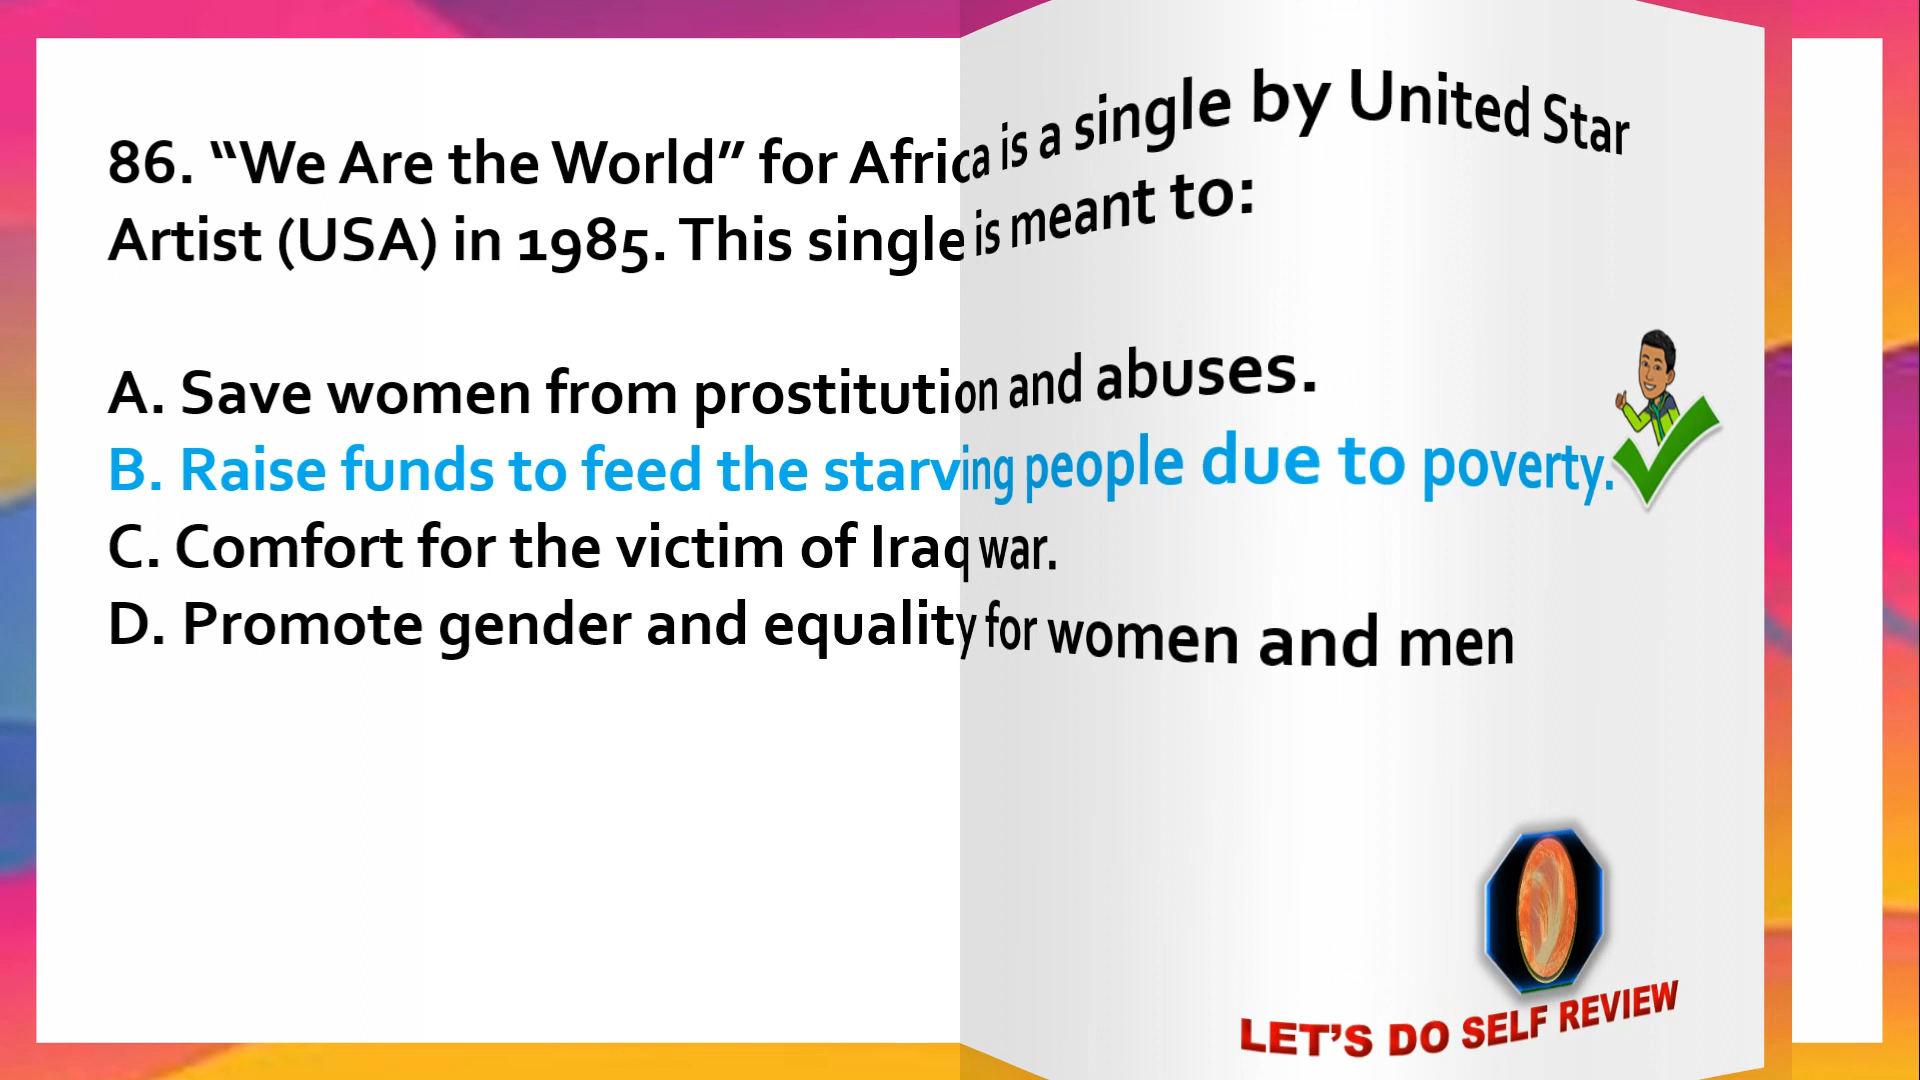 86. “We Are the World” for Africa is a single by United Star
Artist (USA) in 1985. This single is meant to:
A. Save women from prostitution and abuses.
B. Raise funds to feed the starving people due to poverty.
C. Comfort for the victim of Iraq war.
D. Promote gender and equality for women and men
LET’S DO SELF REVIEW